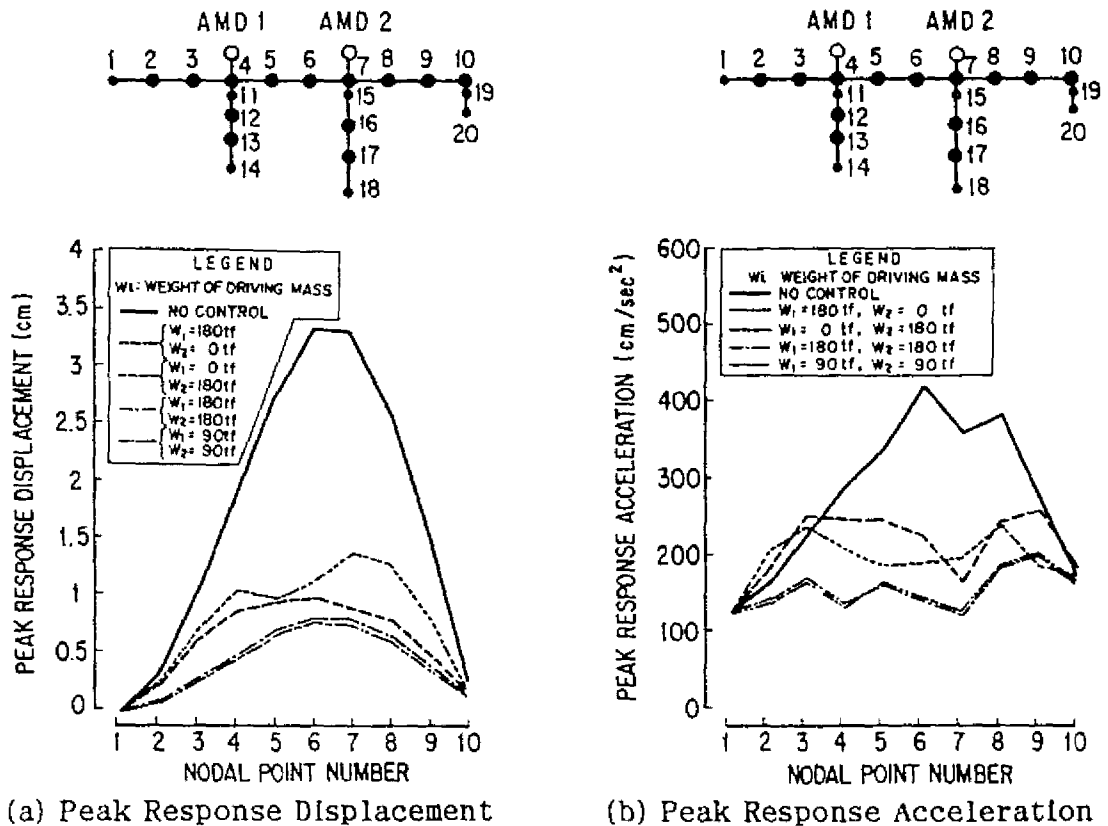 AMD 1 AMD 2
1 2 3 4 5 6 7 8 9 10
11 15 19
12 16 20
13 17
14 18
PEAK RESPONSE DISPLACEMENT (cm)
4
3.5
3
2.5
2
1.5
1
0.5
0
LEGEND
Wi: WEIGHT OF DRIVING MASS
NO CONTROL
W₁=180tf
W₂= 0tf
W₁= 0tf
W₂=180tf
W₁=180tf
W₂=180tf
W₁= 90tf
W₂= 90tf
1 2 3 4 5 6 7 8 9 10
NODAL POINT NUMBER
(a) Peak Response Displacement
AMD 1 AMD 2
1 2 3 4 5 6 7 8 9 10
11 15 19
12 16 20
13 17
14 18
PEAK RESPONSE ACCELERATION (cm/sec²)
600
500
400
300
200
100
0
LEGEND
Wi. WEIGHT OF DRIVING MASS
NO CONTROL
W₁=180tf, W₂= 0 tf
W₁= 0tf, W₂=180tf
W₁=180tf, W₂=180tf
W₁= 90tf, W₂= 90tf
1 2 3 4 5 6 7 8 9 10
NODAL POINT NUMBER
(b) Peak Response Acceleration